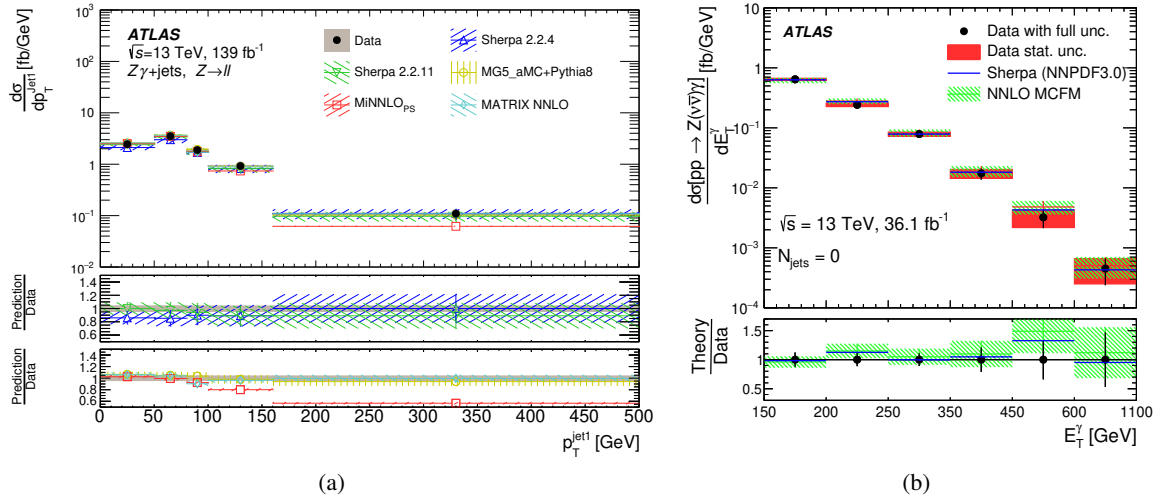 ATLAS
√s=13 TeV, 139 fb⁻¹
Zγ+jets, Z→ll
Data
Sherpa 2.2.11
MiNNLO_PS
Sherpa 2.2.4
MG5_aMC+Pythia8
MATRIX NNLO
dσ/dp_T^Jet1 [fb/GeV]
10³
10²
10
1
10⁻¹
10⁻²
Prediction/Data
1.4
1.2
1
0.8
0.6
Prediction/Data
1.4
1.2
1
0.8
0.6
0 50 100 150 200 250 300 350 400 450 500
p_T^jet1 [GeV]
(a)
ATLAS
Data with full unc.
Data stat. unc.
Sherpa (NNPDF3.0)
NNLO MCFM
dσ[pp → Z(νν̄)γ]/dE_T^γ [fb/GeV]
10
1
10⁻¹
10⁻²
10⁻³
10⁻⁴
√s = 13 TeV, 36.1 fb⁻¹
N_jets = 0
Theory/Data
1.5
1.0
0.5
150 200 250 350 450 600 1100
E_T^γ [GeV]
(b)